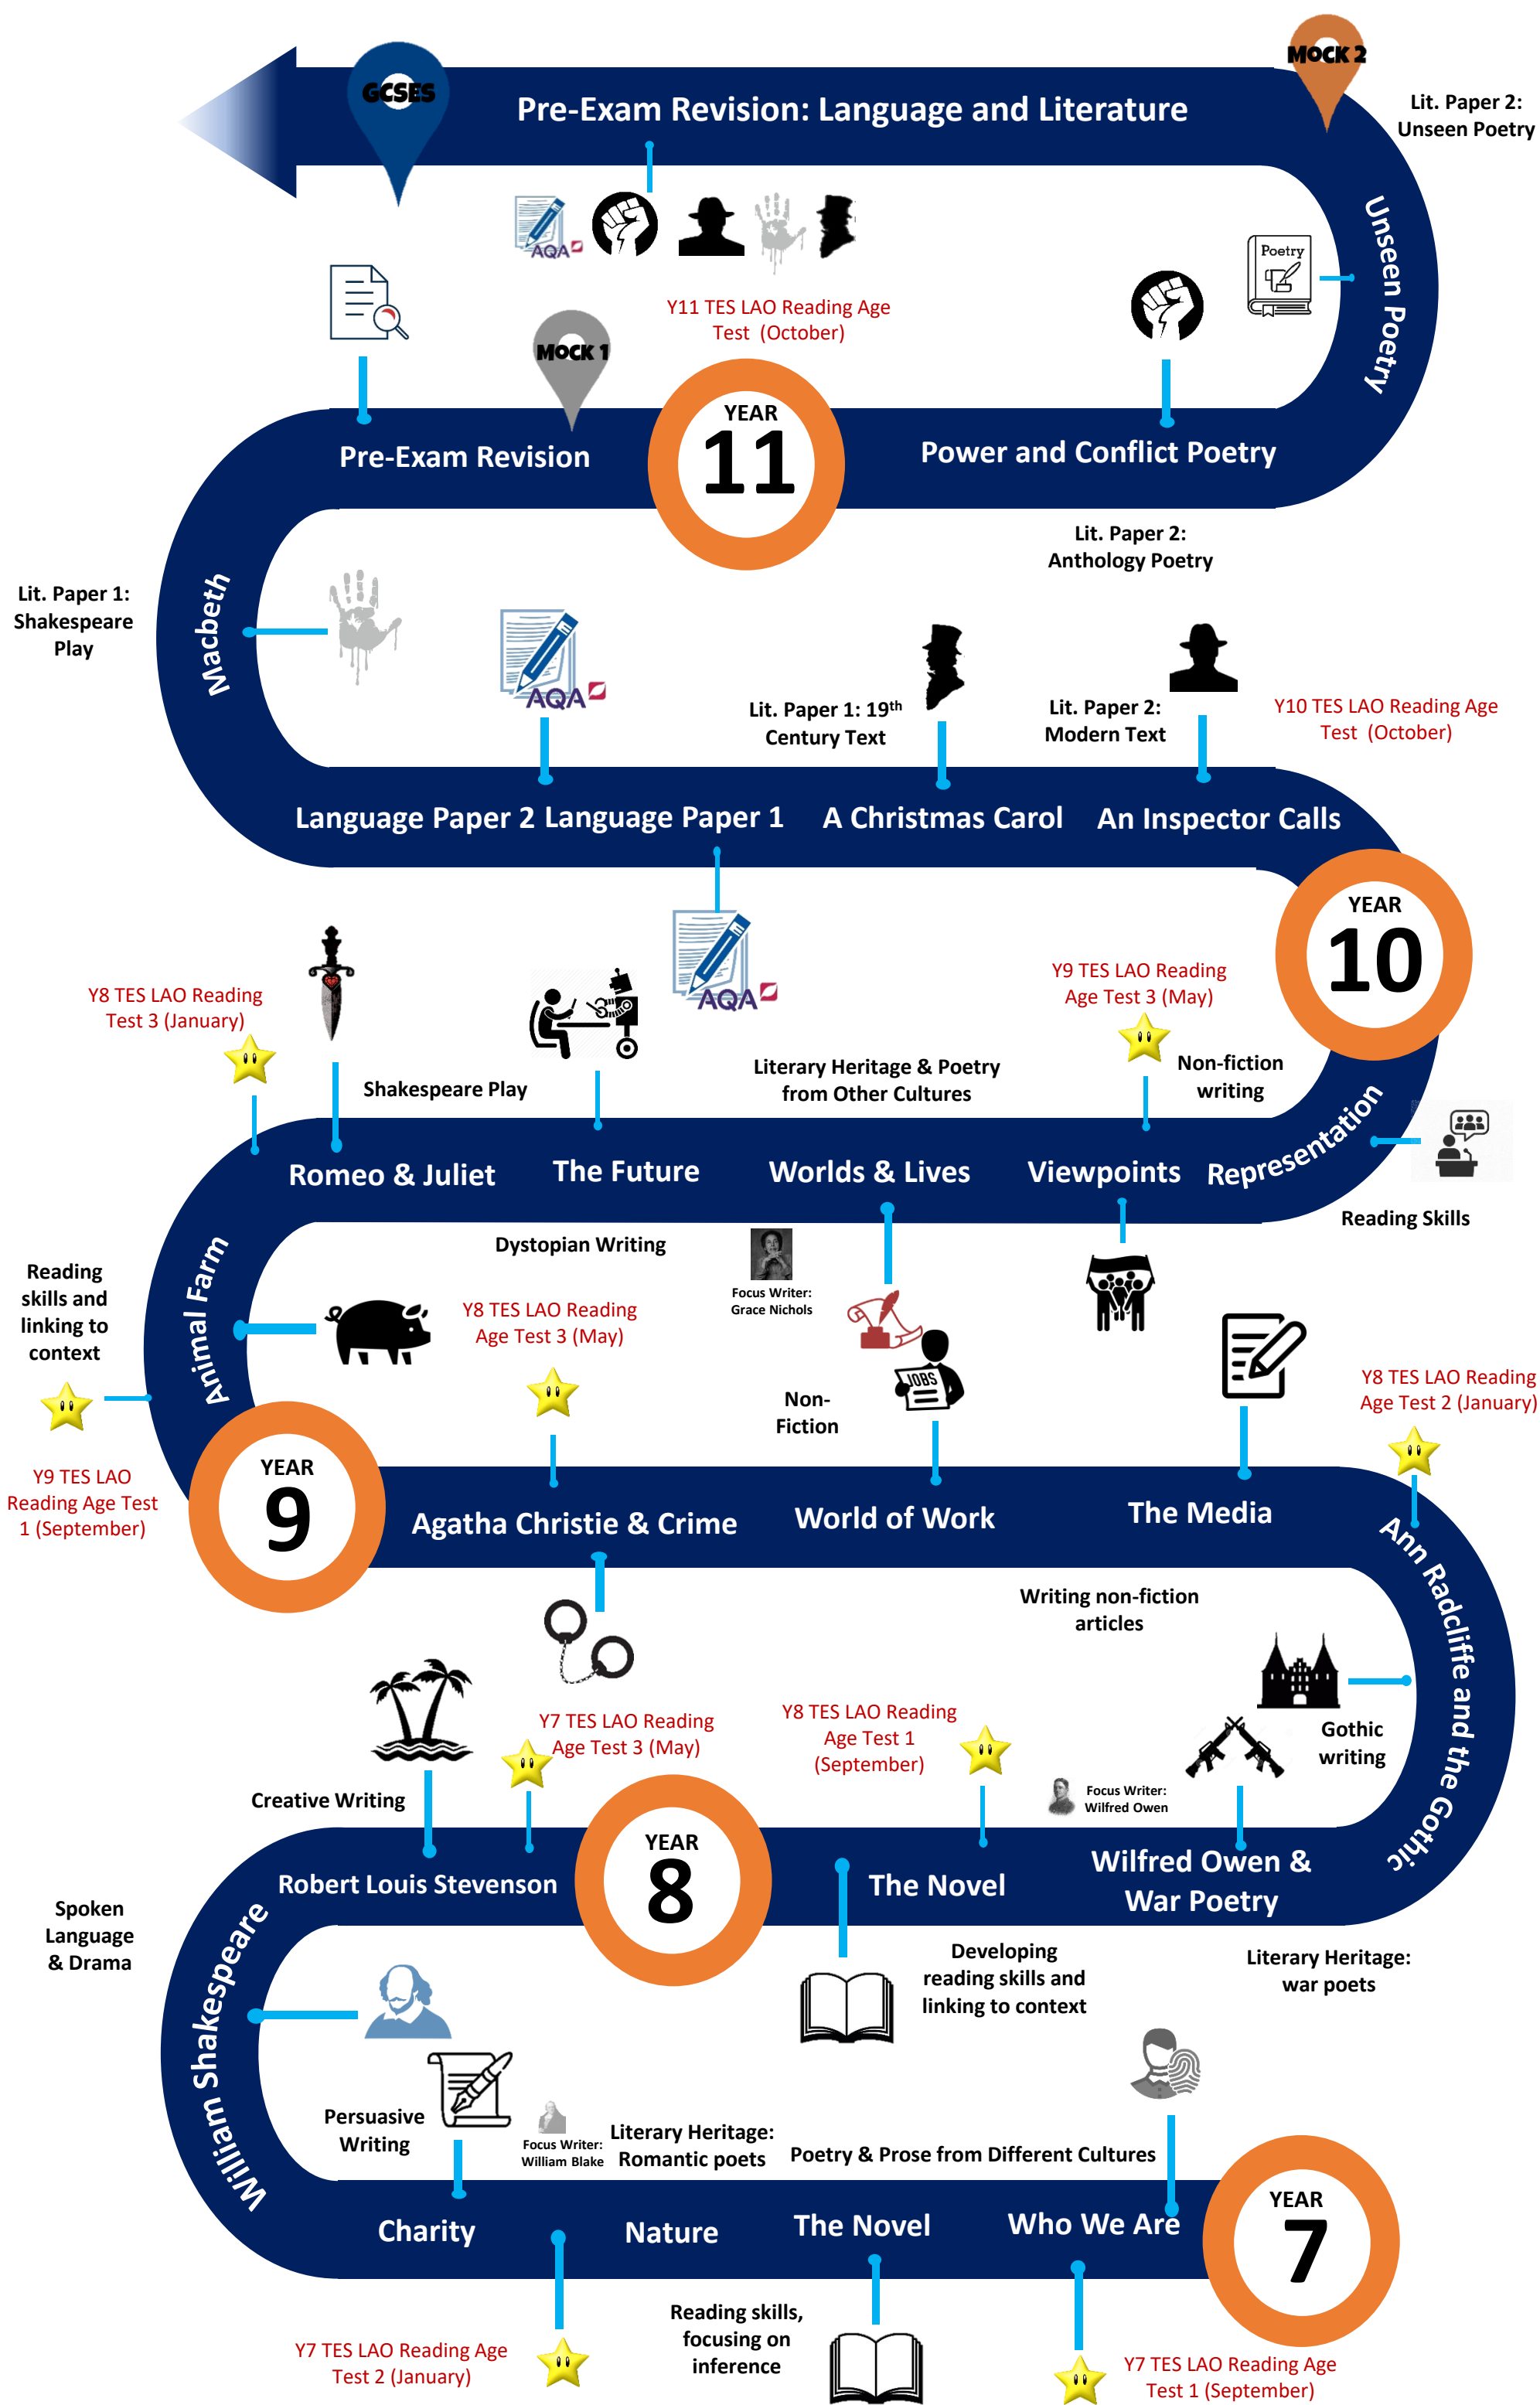 MOCK 2
GCSES
Pre-Exam Revision: Language and Literature
Lit. Paper 2:
Unseen Poetry
AQA
Unseen Poetry
Poetry
Y11 TES LAO Reading Age
Test (October)
MOCK 1
YEAR
11
Pre-Exam Revision
Power and Conflict Poetry
Lit. Paper 2:
Anthology Poetry
Lit. Paper 1:
Shakespeare
Play
Macbeth
AQA
Lit. Paper 1: 19th
Century Text
Lit. Paper 2:
Modern Text
Y10 TES LAO Reading Age
Test (October)
Language Paper 2 Language Paper 1
A Christmas Carol
An Inspector Calls
YEAR
10
AQA
Y8 TES LAO Reading
Test 3 (January)
Y9 TES LAO Reading
Age Test 3 (May)
Shakespeare Play
Literary Heritage & Poetry
from Other Cultures
Non-fiction
writing
Romeo & Juliet
The Future
Worlds & Lives
Viewpoints
Representation
Reading Skills
Dystopian Writing
Focus Writer:
Grace Nichols
Reading
skills and
linking to
context
Animal Farm
Y8 TES LAO Reading
Age Test 3 (May)
Non-
Fiction
JOBS
Y8 TES LAO Reading
Age Test 2 (January)
Y9 TES LAO
Reading Age Test
1 (September)
YEAR
9
Agatha Christie & Crime
World of Work
The Media
Ann Radcliffe and the Gothic
Writing non-fiction
articles
Gothic
writing
Y7 TES LAO Reading
Age Test 3 (May)
Y8 TES LAO Reading
Age Test 1
(September)
Focus Writer:
Wilfred Owen
Creative Writing
YEAR
8
Robert Louis Stevenson
The Novel
Wilfred Owen &
War Poetry
Spoken
Language
& Drama
William Shakespeare
Developing
reading skills and
linking to context
Literary Heritage:
war poets
Persuasive
Writing
Focus Writer:
William Blake
Literary Heritage:
Romantic poets
Poetry & Prose from Different Cultures
YEAR
7
Charity
Nature
The Novel
Who We Are
Reading skills,
focusing on
inference
Y7 TES LAO Reading Age
Test 2 (January)
Y7 TES LAO Reading Age
Test 1 (September)